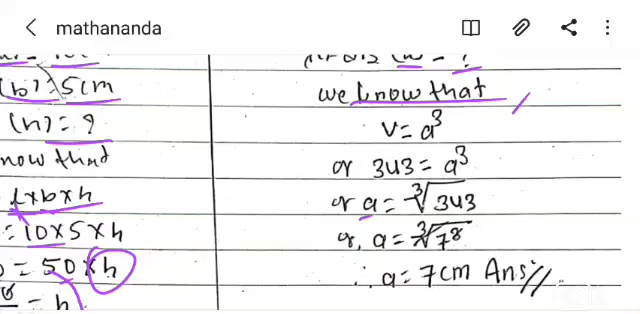 mathananda
(b) = 5cm
(h) = ?
now that
l×b×h
= 10×5×h
= 50×h
= h
we know that
V = a³
or 343 = a³
or a = ∛343
or, a = ∛7⁸
∴ a = 7cm Ans//